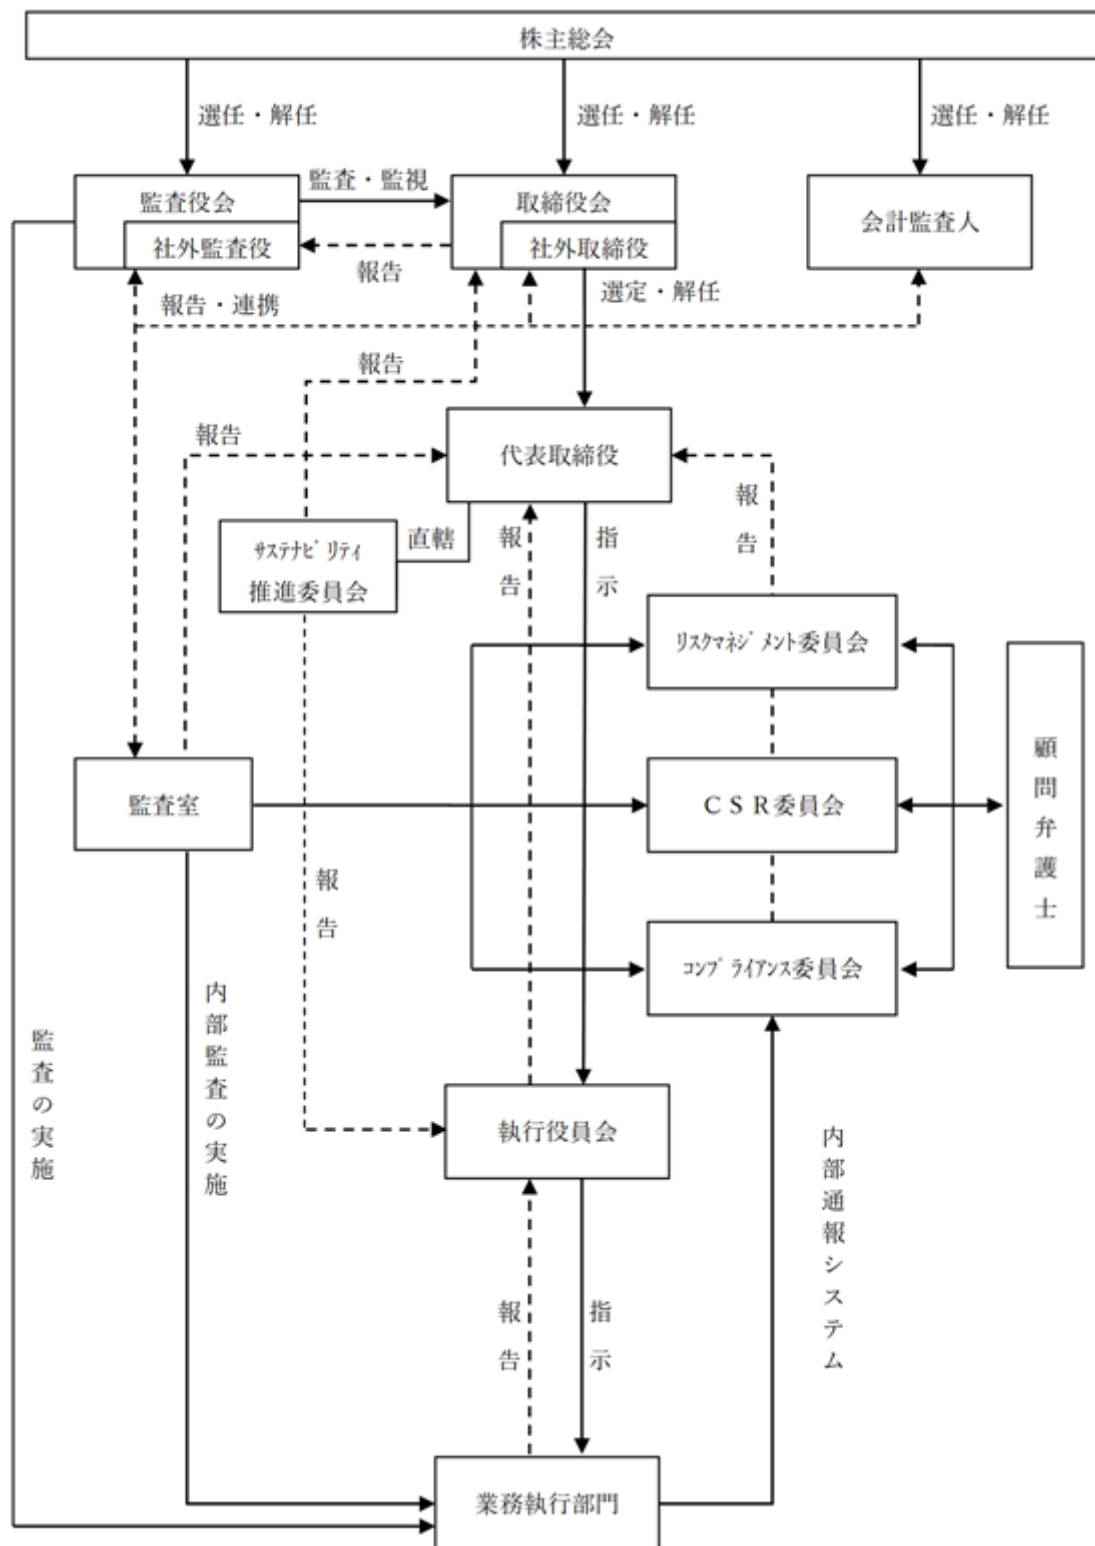 株主総会
選任・解任
選任・解任
選任・解任
監査役会
社外監査役
監査・監視
報告
取締役会
社外取締役
会計監査人
報告・連携
選定・解任
報告
報告
代表取締役
報告
サステナビリティ
推進委員会
直轄
報告
指示
リスクマネジメント委員会
監査室
CSR委員会
顧問弁護士
報告
コンプライアンス委員会
監査の実施
内部監査の実施
執行役員会
内部通報システム
報告
指示
業務執行部門